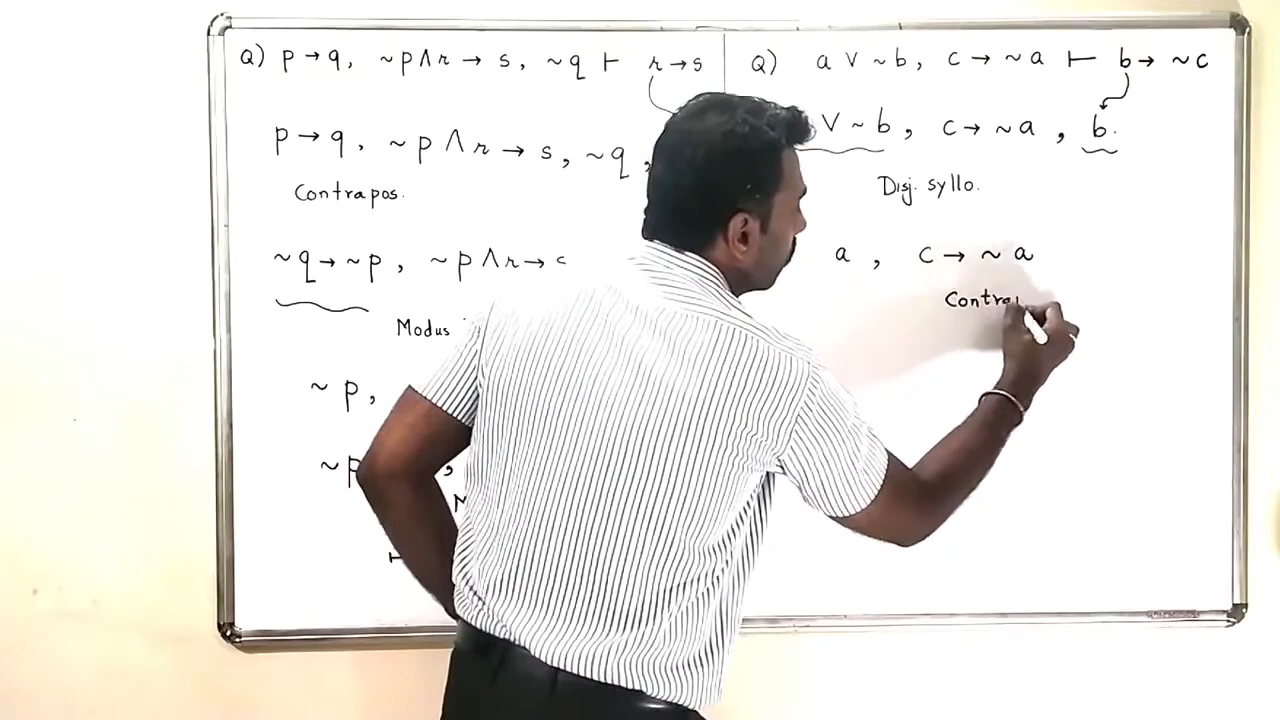 Q) p → q, ~p ∧ r → s, ~q ⊢ r → s
p → q, ~p ∧ r → s, ~q,
Contrapos.
~q → ~p, ~p ∧ r →
Modus
~p,
~p ,
⊢
Q) a ∨ ~b, c → ~a ⊢ b → ~c
∨ ~b, c → ~a, b.
Disj. syllo.
a, c → ~a
Contra